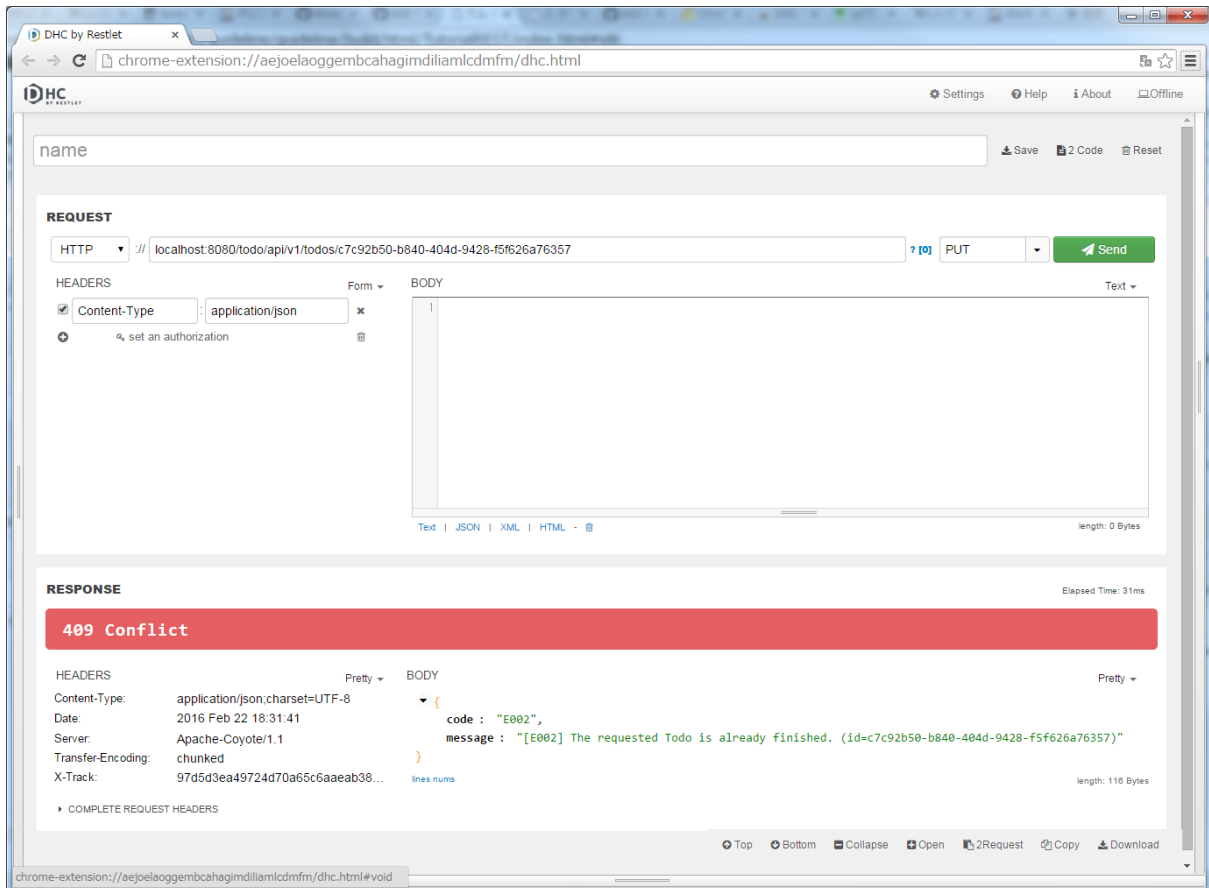 DHC by Restlet
chrome-extension://aejoelaoggembcahagimdiliamlcdmfm/dhc.html
DHC BY RESTLET Settings Help About Offline
name Save 2 Code Reset
REQUEST
HTTP :// localhost:8080/todo/api/v1/todos/c7c92b50-b840-404d-9428-f5f626a76357 ? [0] PUT Send
HEADERS Form BODY Text
Content-Type : application/json 1
set an authorization
Text | JSON | XML | HTML - length: 0 Bytes
RESPONSE Elapsed Time: 31ms
409 Conflict
HEADERS Pretty BODY Pretty
Content-Type: application/json;charset=UTF-8 {
Date: 2016 Feb 22 18:31:41 code : "E002",
Server: Apache-Coyote/1.1 message : "[E002] The requested Todo is already finished. (id=c7c92b50-b840-404d-9428-f5f626a76357)"
Transfer-Encoding: chunked }
X-Track: 97d5d3ea49724d70a65c6aaeab38... lines nums length: 116 Bytes
COMPLETE REQUEST HEADERS
Top Bottom Collapse Open 2Request Copy Download
chrome-extension://aejoelaoggembcahagimdiliamlcdmfm/dhc.html#void